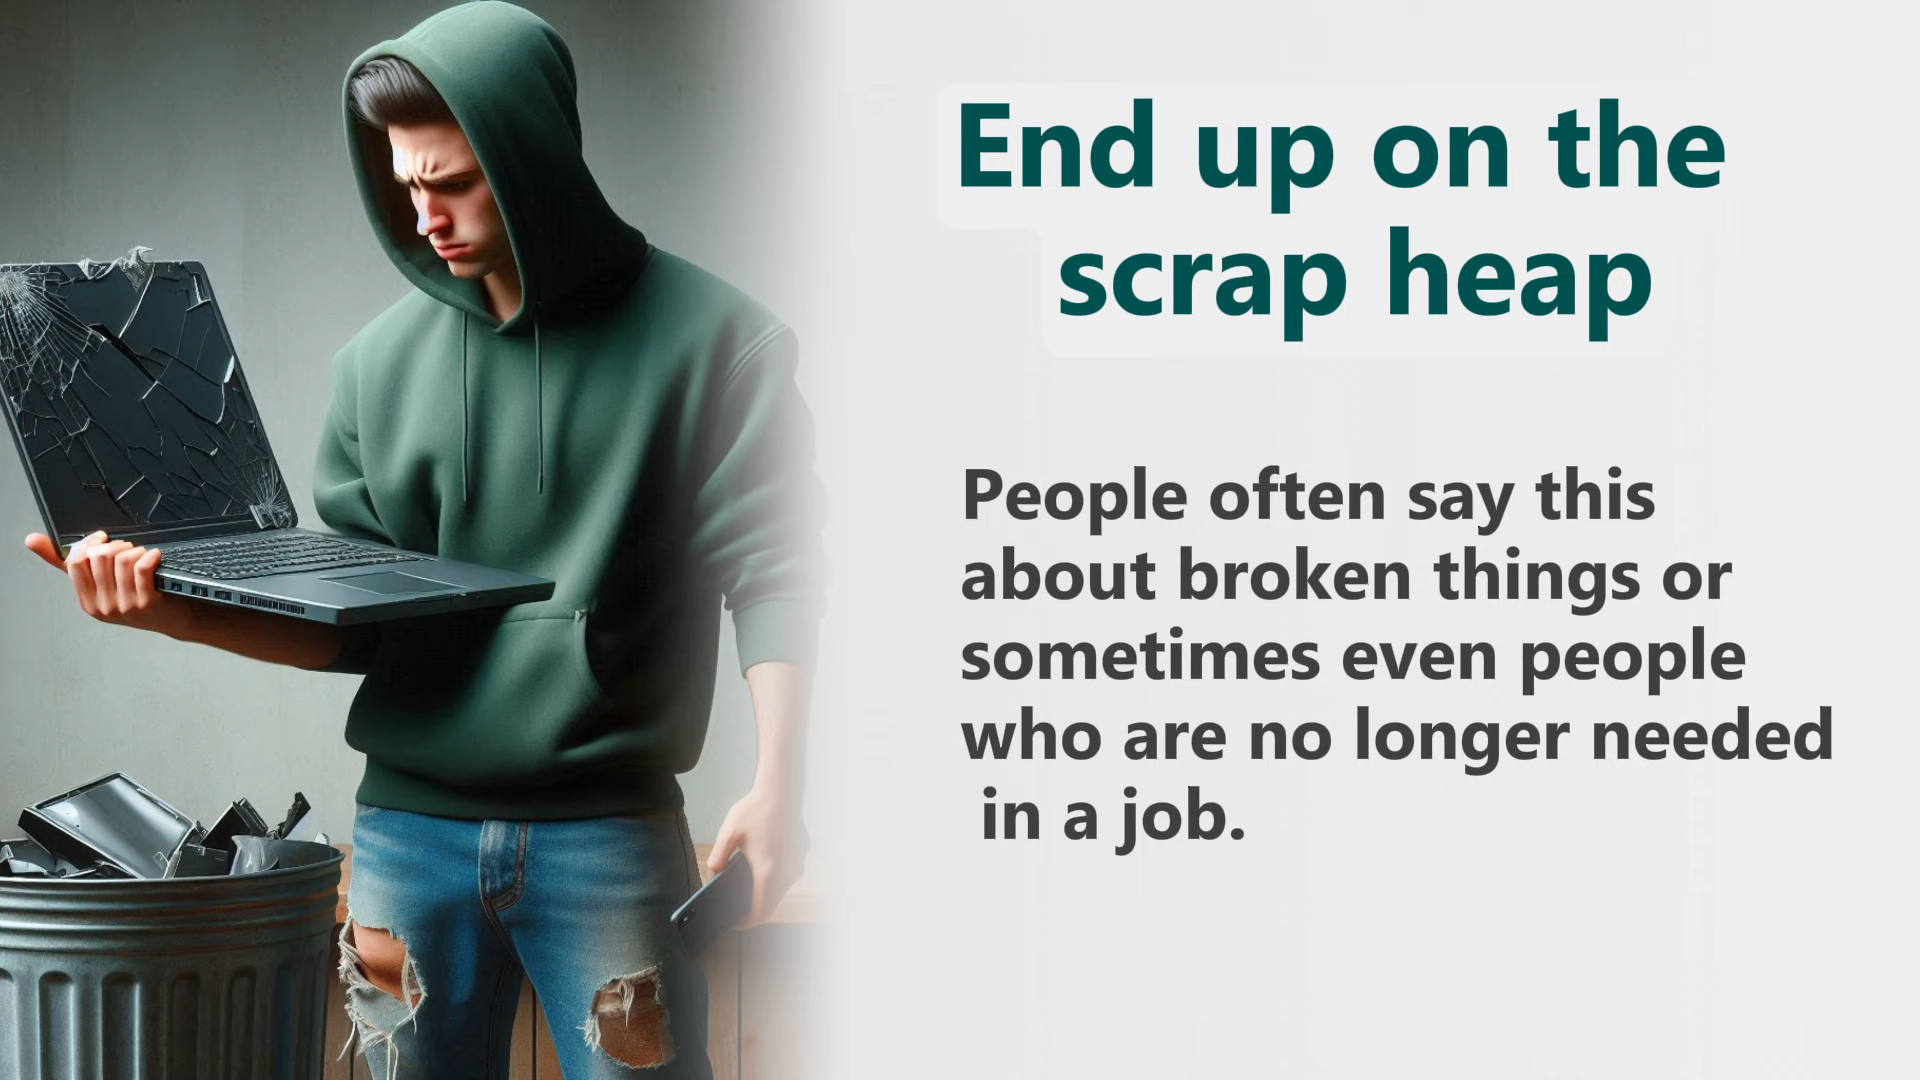 End up on the
scrap heap
People often say this
about broken things or
sometimes even people
who are no longer needed
in a job.